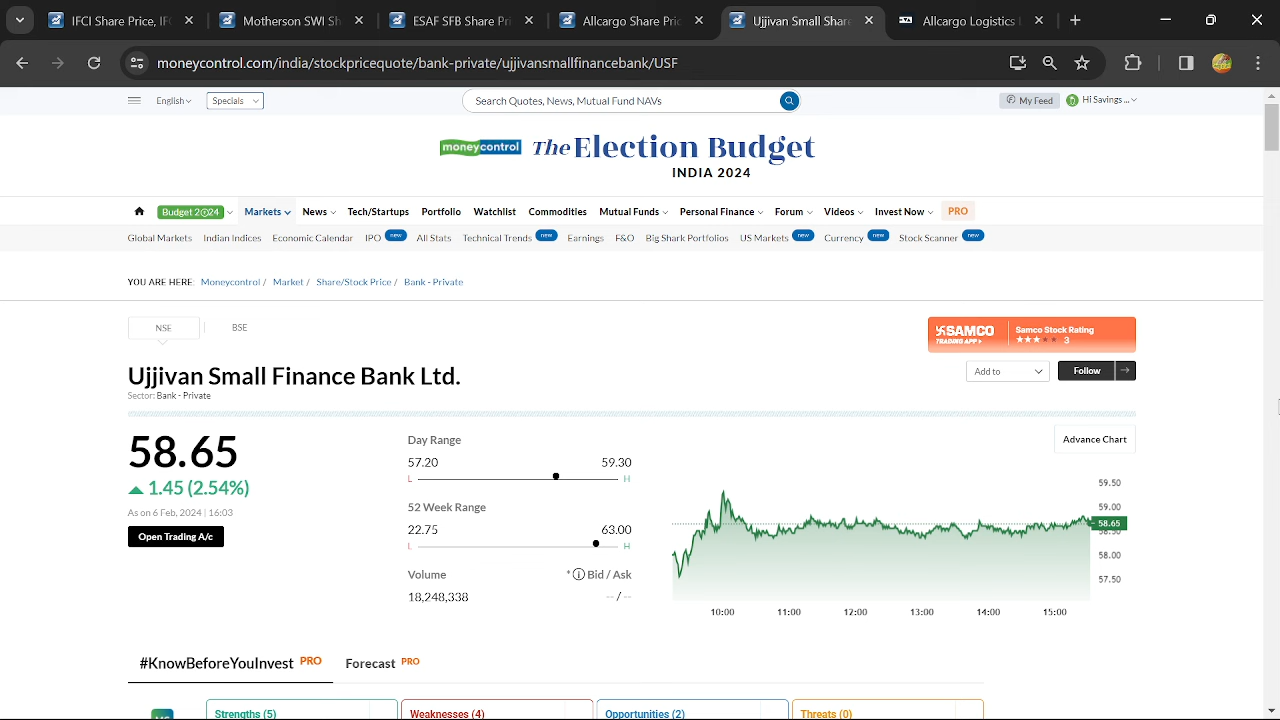 IFCI Share Price, IF
Motherson SWI Sh
ESAF SFB Share Pri
Allcargo Share Pric
Ujjivan Small Share
Allcargo Logistics
moneycontrol.com/india/stockpricequote/bank-private/ujjivansmallfinancebank/USF
English
Specials
Search Quotes, News, Mutual Fund NAVs
My Feed
Hi Savings ...
moneycontrol The Election Budget
INDIA 2024
Budget 2024 Markets News Tech/Startups Portfolio Watchlist Commodities Mutual Funds Personal Finance Forum Videos Invest Now PRO
Global Markets Indian Indices Economic Calendar IPO new All Stats Technical Trends new Earnings F&O Big Shark Portfolios US Markets new Currency new Stock Scanner new
YOU ARE HERE: Moneycontrol / Market / Share/Stock Price / Bank - Private
NSE BSE
SAMCO
TRADING APP
Samco Stock Rating
3
Ujjivan Small Finance Bank Ltd.
Sector: Bank - Private
Add to
Follow
58.65
1.45 (2.54%)
As on 6 Feb, 2024 | 16:03
Open Trading A/c
Day Range
57.20 59.30
L H
52 Week Range
22.75 63.00
L H
Volume * i Bid / Ask
18,248,338 -- / --
Advance Chart
59.50
59.00
58.65
58.50
58.00
57.50
10:00 11:00 12:00 13:00 14:00 15:00
#KnowBeforeYouInvest PRO Forecast PRO
Strengths (5) Weaknesses (4) Opportunities (2) Threats (0)